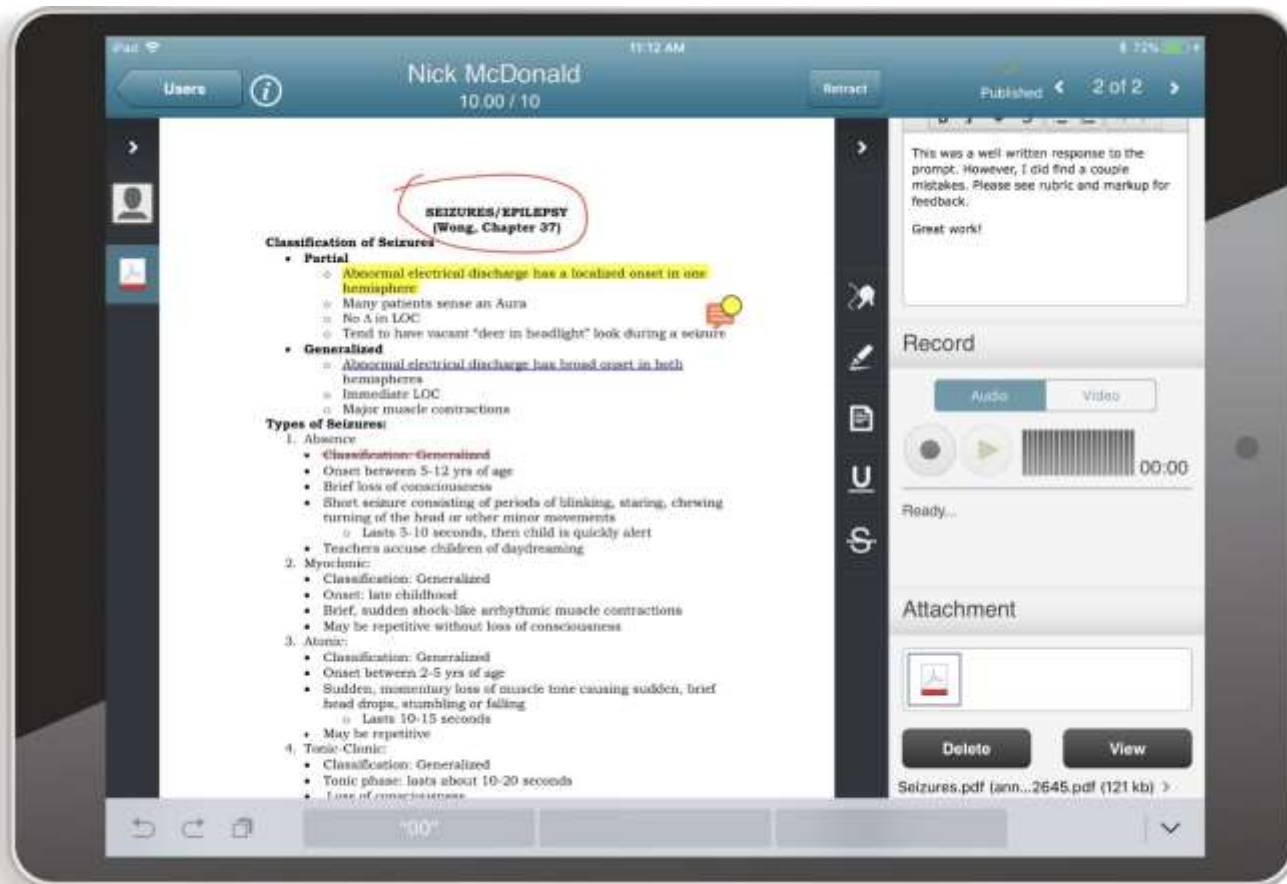 iPad 11:12 AM 72%
Users Nick McDonald Retract Published 2 of 2
10.00 / 10
SEIZURES/EPILEPSY
(Wong, Chapter 37)
Classification of Seizures
• Partial
○ Abnormal electrical discharge has a localized onset in one
hemisphere
○ Many patients sense an Aura
○ No Δ in LOC
○ Tend to have vacant "deer in headlight" look during a seizure
• Generalized
○ Abnormal electrical discharge has broad onset in both
hemispheres
○ Immediate LOC
○ Major muscle contractions
Types of Seizures:
1. Absence
• Classification: Generalized
• Onset between 5-12 yrs of age
• Brief loss of consciousness
• Short seizure consisting of periods of blinking, staring, chewing
turning of the head or other minor movements
○ Lasts 5-10 seconds, then child is quickly alert
• Teachers accuse children of daydreaming
2. Myoclonic:
• Classification: Generalized
• Onset: late childhood
• Brief, sudden shock-like arrhythmic muscle contractions
• May be repetitive without loss of consciousness
3. Atonic:
• Classification: Generalized
• Onset between 2-5 yrs of age
• Sudden, momentary loss of muscle tone causing sudden, brief
head drops, stumbling or falling
○ Lasts 10-15 seconds
• May be repetitive
4. Tonic-Clonic:
• Classification: Generalized
• Tonic phase: lasts about 10-20 seconds
• Loss of consciousness
U
S
This was a well written response to the
prompt. However, I did find a couple
mistakes. Please see rubric and markup for
feedback.
Great work!
Record
Audio Video
00:00
Ready...
Attachment
Delete View
Seizures.pdf (ann...2645.pdf (121 kb) >
"00"